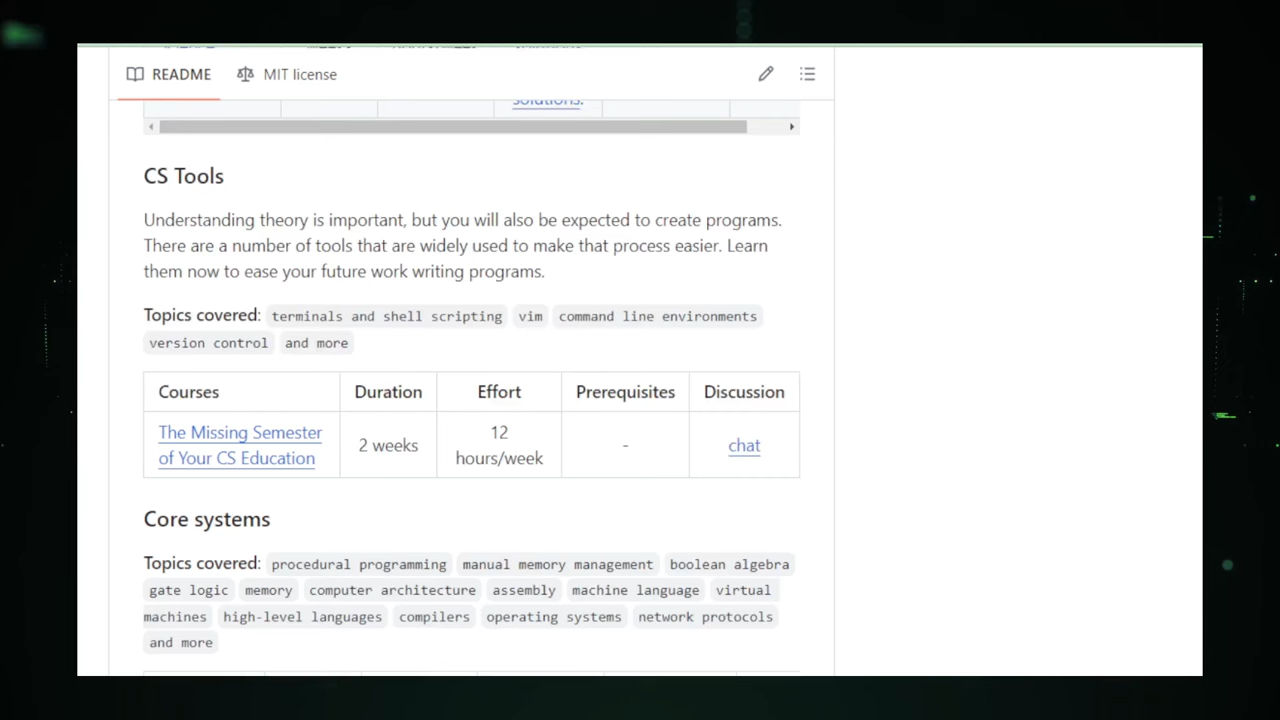 README MIT license
solutions.
CS Tools
Understanding theory is important, but you will also be expected to create programs.
There are a number of tools that are widely used to make that process easier. Learn
them now to ease your future work writing programs.
Topics covered: terminals and shell scripting vim command line environments
version control and more
Courses Duration Effort Prerequisites Discussion
The Missing Semester
of Your CS Education
2 weeks
12
hours/week
-
chat
Core systems
Topics covered: procedural programming manual memory management boolean algebra
gate logic memory computer architecture assembly machine language virtual
machines high-level languages compilers operating systems network protocols
and more